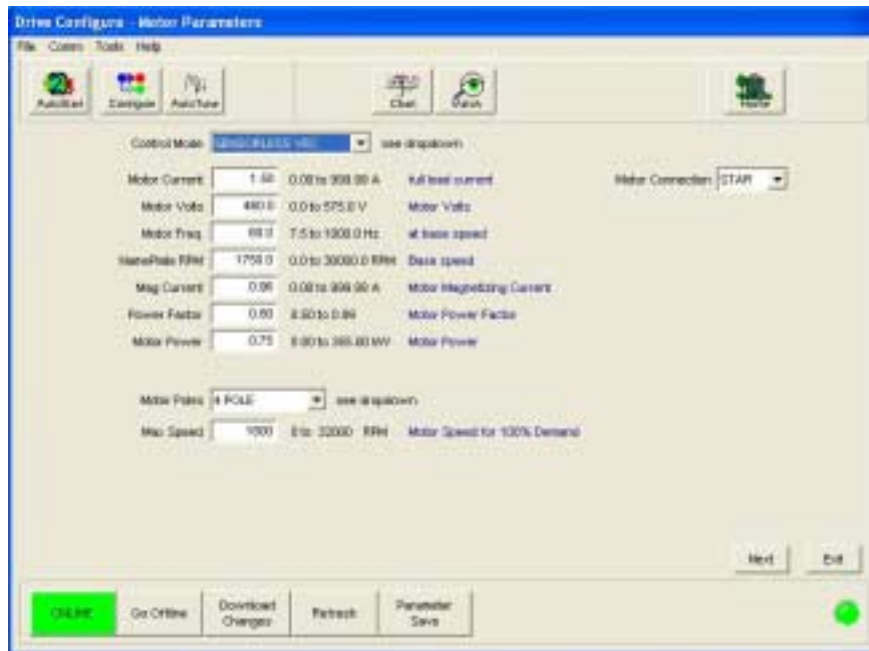 Drive Configure - Motor Parameters
File Comms Tools Help
AutoStart Configure AutoTune Chart Watch Home
Control Mode SENSORLESS VEC see dropdown
Motor Current 1.50 0.00 to 999.99 A full load current Motor Connection STAR
Motor Volts 460.0 0.0 to 575.0 V Motor Volts
Motor Freq 60.0 7.5 to 1000.0 Hz at base speed
NamePlate RPM 1750.0 0.0 to 30000.0 RPM Base speed
Mag Current 0.96 0.00 to 999.99 A Motor Magnetizing Current
Power Factor 0.80 0.50 to 0.99 Motor Power Factor
Motor Power 0.75 0.00 to kW Motor Power
Motor Poles 4 POLE see dropdown
Max Speed 1800 0 to 32000 RPM Motor Speed for 100% Demand
Next Exit
ONLINE Go Offline Download Changes Refresh Parameter Save